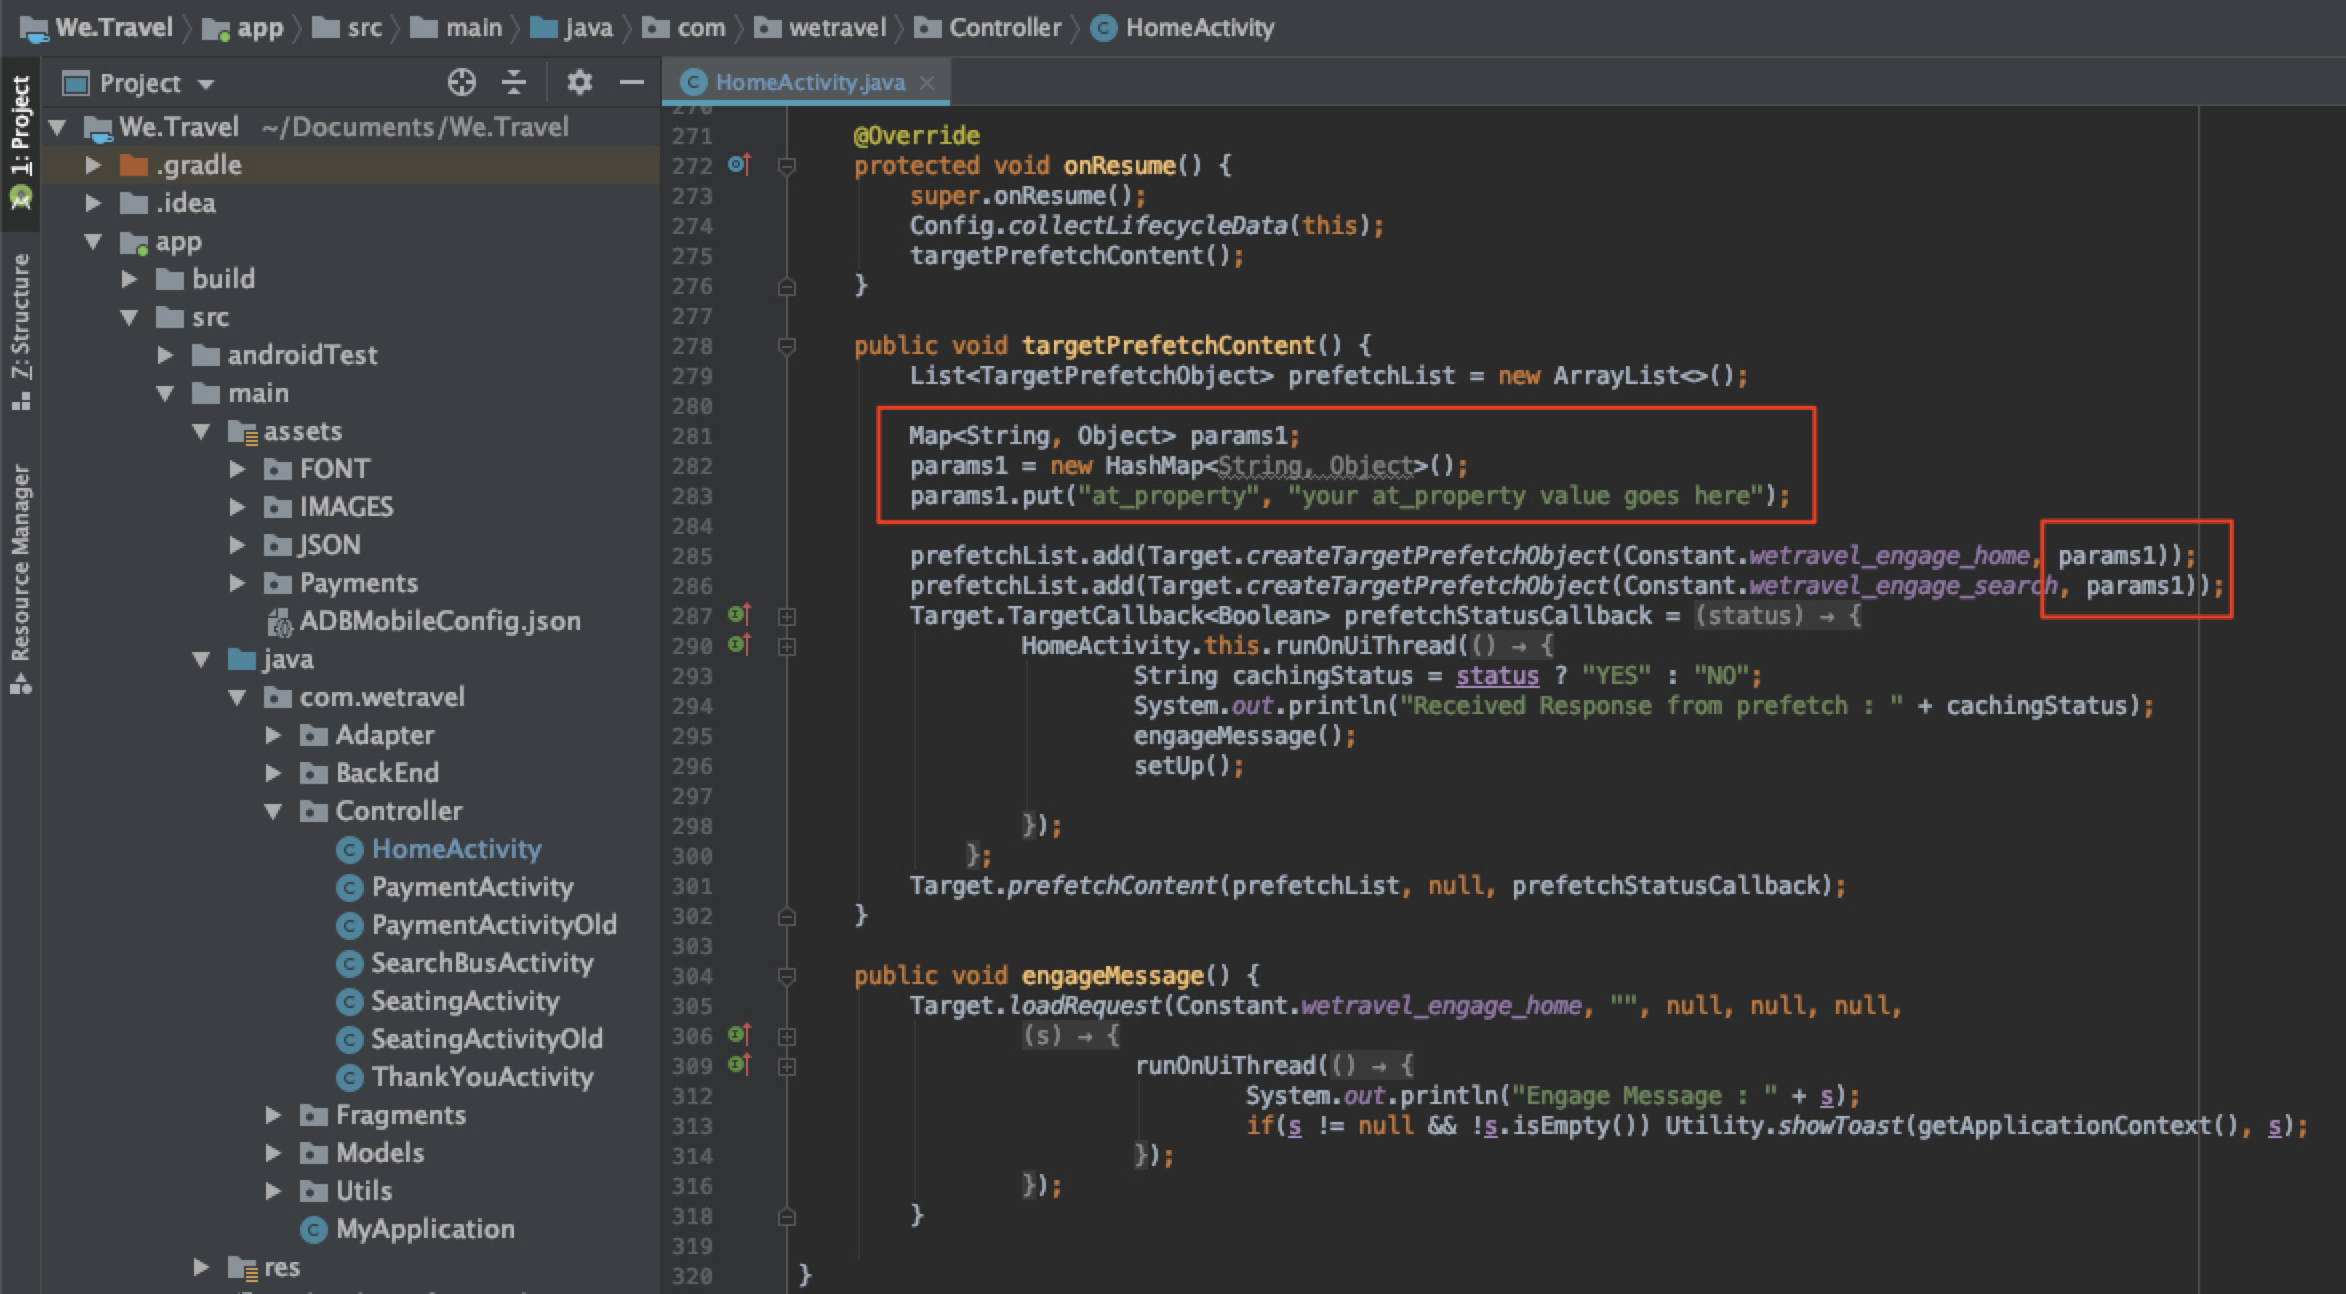 We.Travel app src main java com wetravel Controller HomeActivity
1: Project
Z: Structure
Resource Manager
Project
We.Travel ~/Documents/We.Travel
.gradle
.idea
app
build
src
androidTest
main
assets
FONT
IMAGES
JSON
Payments
ADBMobileConfig.json
java
com.wetravel
Adapter
BackEnd
Controller
HomeActivity
PaymentActivity
PaymentActivityOld
SearchBusActivity
SeatingActivity
SeatingActivityOld
ThankYouActivity
Fragments
Models
Utils
MyApplication
res
HomeActivity.java
270
271 @Override
272 protected void onResume() {
273 super.onResume();
274 Config.collectLifecycleData(this);
275 targetPrefetchContent();
276 }
277
278 public void targetPrefetchContent() {
279 List<TargetPrefetchObject> prefetchList = new ArrayList<>();
280
281 Map<String, Object> params1;
282 params1 = new HashMap<String, Object>();
283 params1.put("at_property", "your at_property value goes here");
284
285 prefetchList.add(Target.createTargetPrefetchObject(Constant.wetravel_engage_home, params1));
286 prefetchList.add(Target.createTargetPrefetchObject(Constant.wetravel_engage_search, params1));
287 Target.TargetCallback<Boolean> prefetchStatusCallback = (status) → {
290 HomeActivity.this.runOnUiThread(() → {
293 String cachingStatus = status ? "YES" : "NO";
294 System.out.println("Received Response from prefetch : " + cachingStatus);
295 engageMessage();
296 setUp();
297
298 });
300 };
301 Target.prefetchContent(prefetchList, null, prefetchStatusCallback);
302 }
303
304 public void engageMessage() {
305 Target.loadRequest(Constant.wetravel_engage_home, "", null, null, null,
306 (s) → {
309 runOnUiThread(() → {
312 System.out.println("Engage Message : " + s);
313 if(s != null && !s.isEmpty()) Utility.showToast(getApplicationContext(), s);
314 });
316 });
318 }
319
320 }